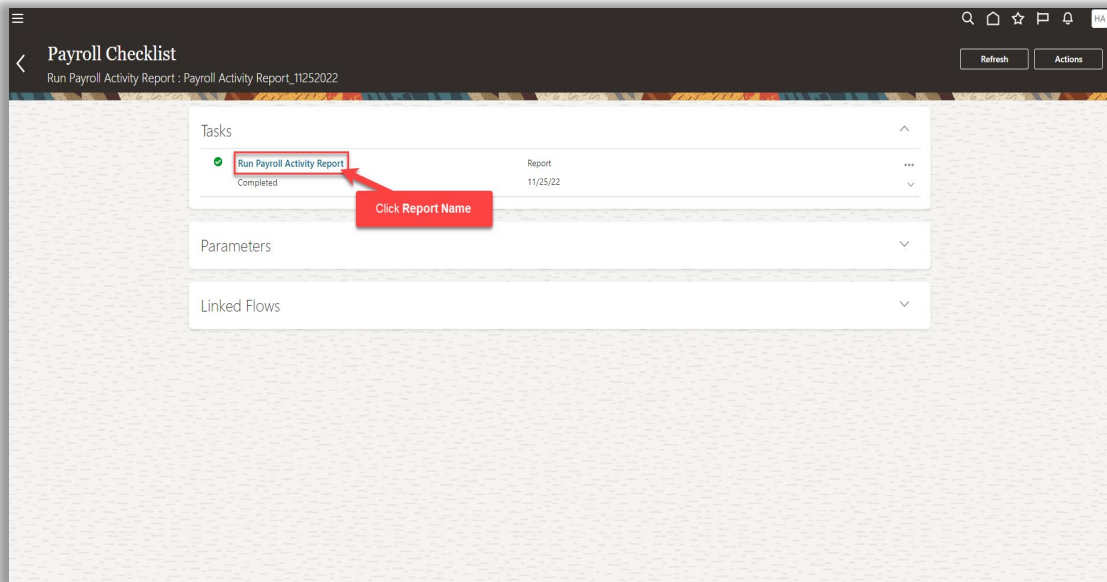 HA
Payroll Checklist
Run Payroll Activity Report : Payroll Activity Report_11252022
Refresh
Actions
Tasks
Run Payroll Activity Report
Report
Completed
11/25/22
Click Report Name
Parameters
Linked Flows